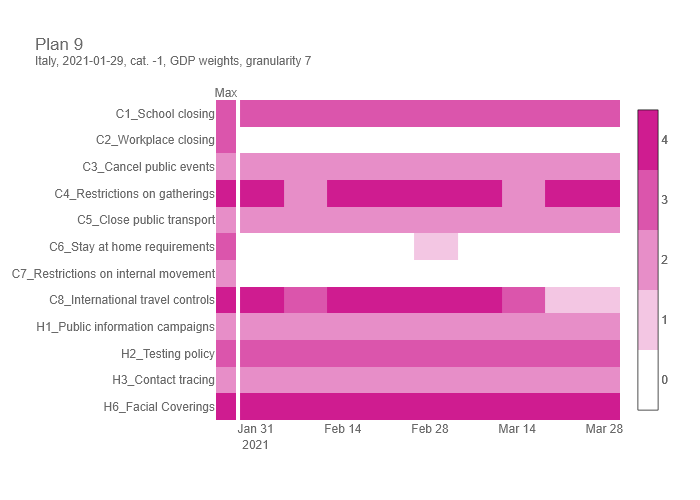 Plan 9
Italy, 2021-01-29, cat. -1, GDP weights, granularity 7
Max
C1_School closing
C2_Workplace closing
C3_Cancel public events
C4_Restrictions on gatherings
C5_Close public transport
C6_Stay at home requirements
C7_Restrictions on internal movement
C8_International travel controls
H1_Public information campaigns
H2_Testing policy
H3_Contact tracing
H6_Facial Coverings
Jan 31 Feb 14 Feb 28 Mar 14 Mar 28
2021
4
3
2
1
0